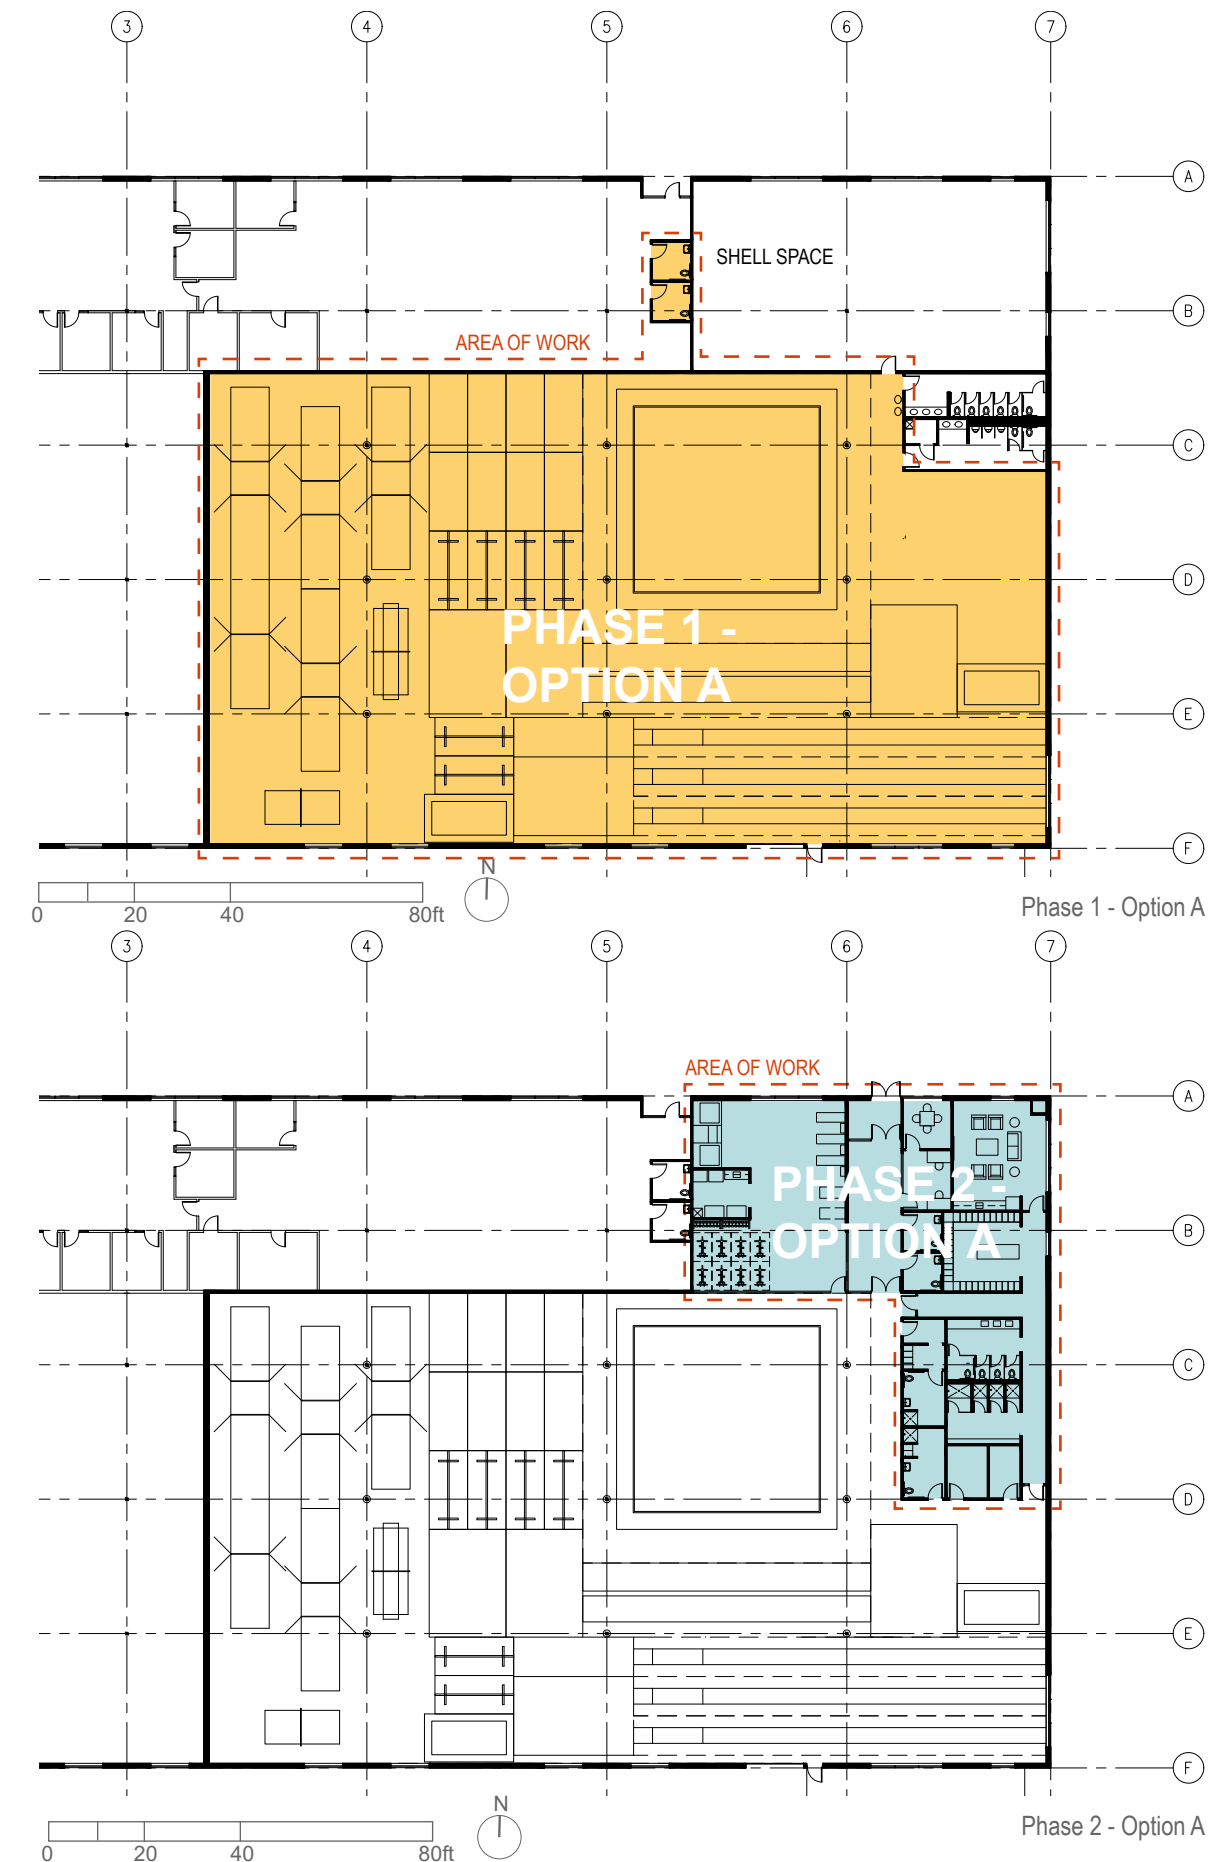 3 4 5 6 7
A
SHELL SPACE
B
AREA OF WORK
C
D
PHASE 1 -
OPTION A
E
F
N
0 20 40 80ft
Phase 1 - Option A
3 4 5 6 7
AREA OF WORK
A
PHASE 2 -
OPTION A
B
C
D
E
F
N
0 20 40 80ft
Phase 2 - Option A